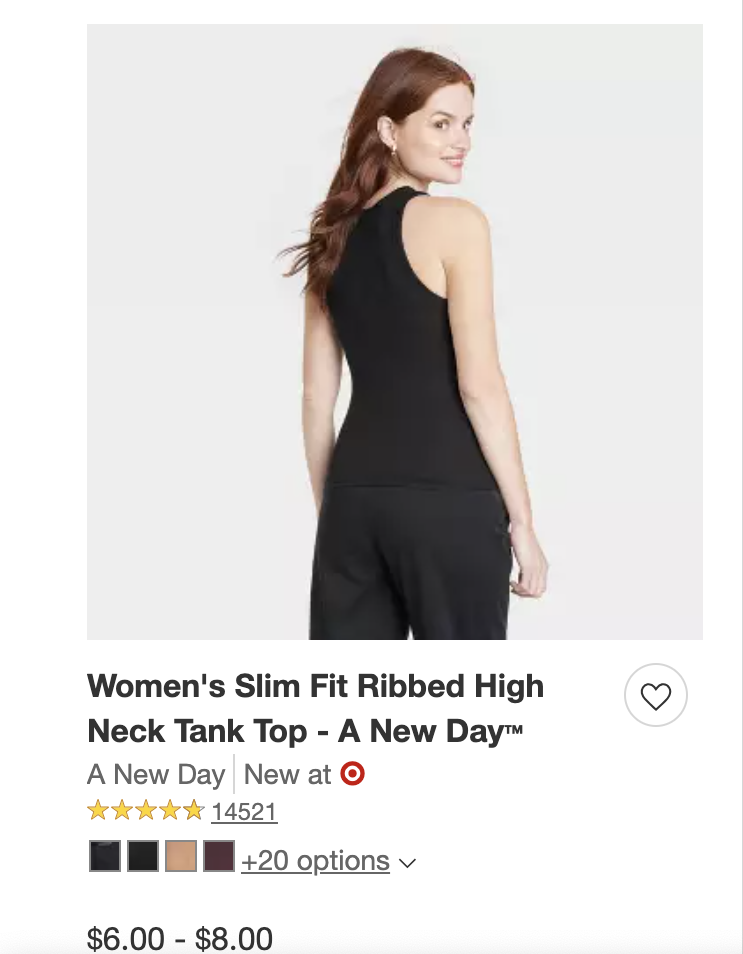 Women's Slim Fit Ribbed High
Neck Tank Top - A New Day™
A New Day New at
14521
+20 options
$6.00 - $8.00